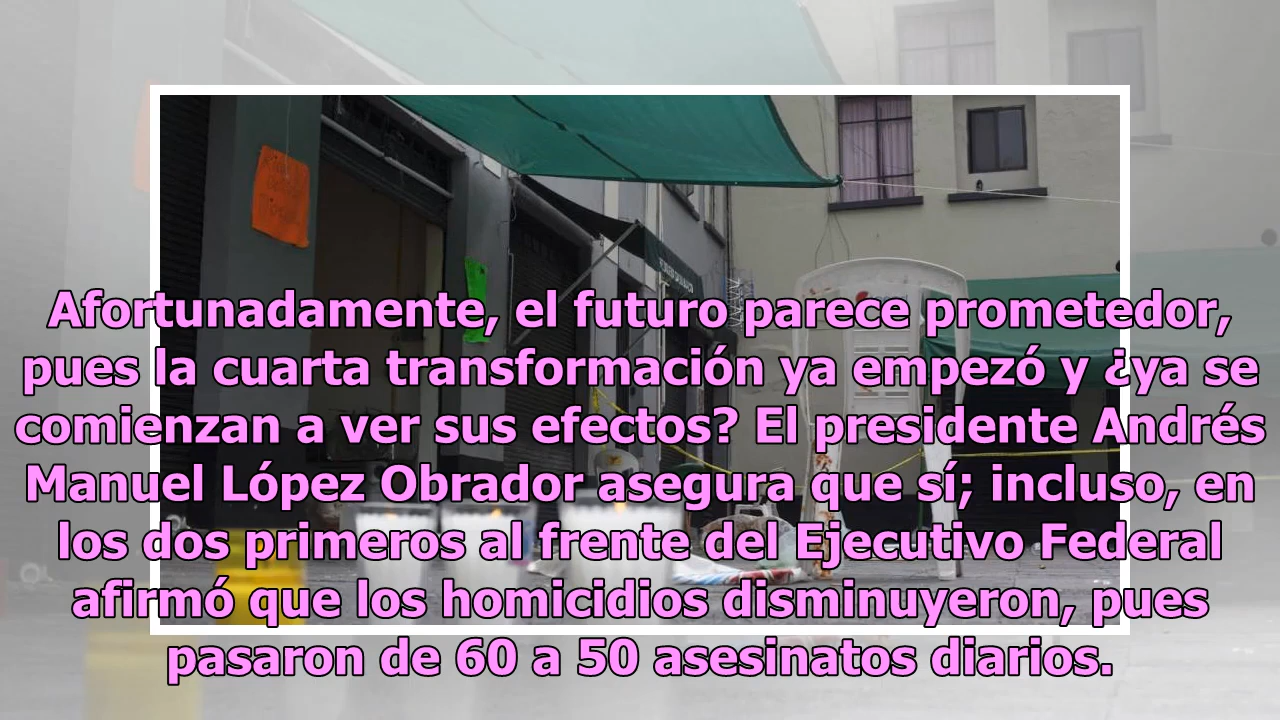 Afortunadamente, el futuro parece prometedor,
pues la cuarta transformación ya empezó y ¿ya se
comienzan a ver sus efectos? El presidente Andrés
Manuel López Obrador asegura que sí; incluso, en
los dos primeros al frente del Ejecutivo Federal
afirmó que los homicidios disminuyeron, pues
pasaron de 60 a 50 asesinatos diarios.